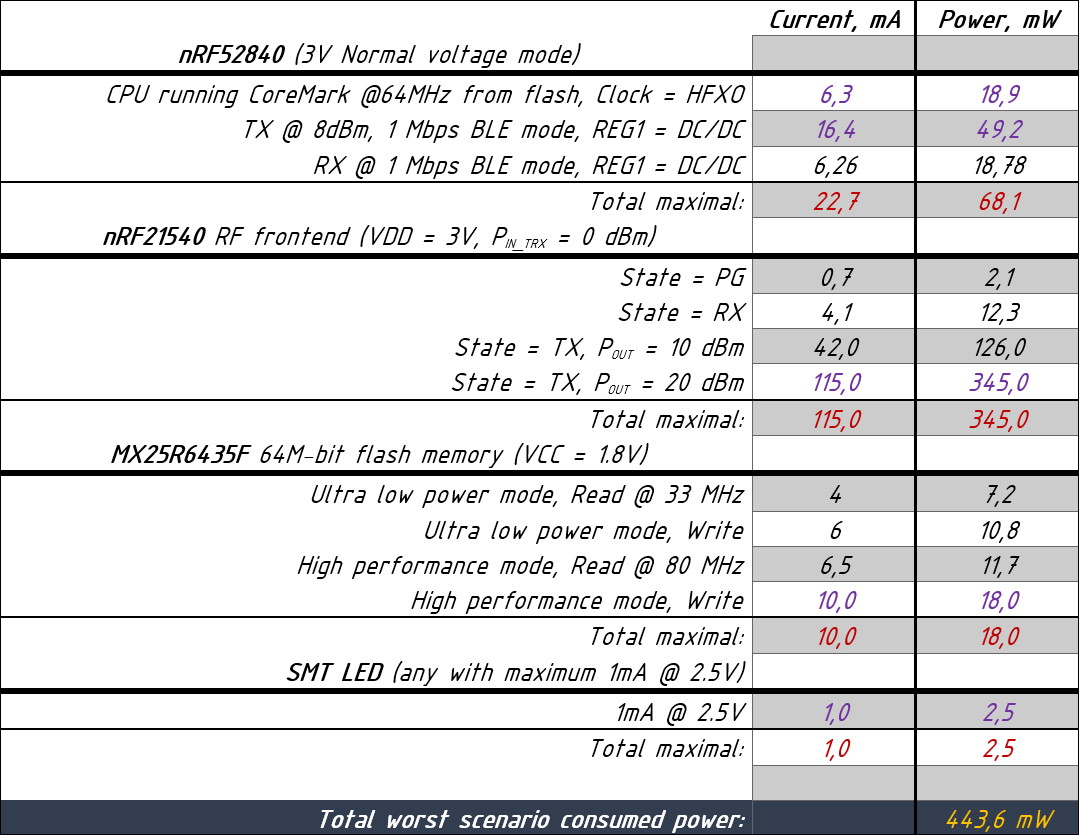 Current, mA Power, mW
nRF52840 (3V Normal voltage mode)
CPU running CoreMark @64MHz from flash, Clock = HFXO 6,3 18,9
TX @ 8dBm, 1 Mbps BLE mode, REG1 = DC/DC 16,4 49,2
RX @ 1 Mbps BLE mode, REG1 = DC/DC 6,26 18,78
Total maximal: 22,7 68,1
nRF21540 RF frontend (VDD = 3V, PIN_TRX = 0 dBm)
State = PG 0,7 2,1
State = RX 4,1 12,3
State = TX, POUT = 10 dBm 42,0 126,0
State = TX, POUT = 20 dBm 115,0 345,0
Total maximal: 115,0 345,0
MX25R6435F 64M-bit flash memory (VCC = 1.8V)
Ultra low power mode, Read @ 33 MHz 4 7,2
Ultra low power mode, Write 6 10,8
High performance mode, Read @ 80 MHz 6,5 11,7
High performance mode, Write 10,0 18,0
Total maximal: 10,0 18,0
SMT LED (any with maximum 1mA @ 2.5V)
1mA @ 2.5V 1,0 2,5
Total maximal: 1,0 2,5
Total worst scenario consumed power: 443,6 mW